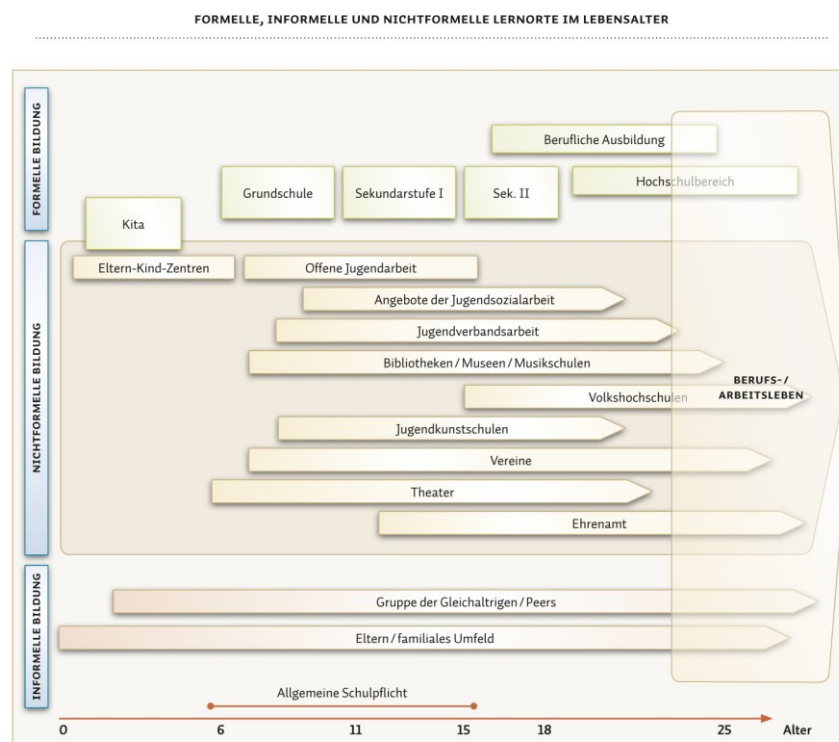 FORMELLE, INFORMELLE UND NICHTFORMELLE LERNORTE IM LEBENSALTER
FORMELLE BILDUNG
Berufliche Ausbildung
Grundschule
Sekundarstufe I
Sek. II
Hochschulbereich
Kita
NICHTFORMELLE BILDUNG
Eltern-Kind-Zentren
Offene Jugendarbeit
Angebote der Jugendsozialarbeit
Jugendverbandsarbeit
Bibliotheken / Museen / Musikschulen
BERUFS-/
ARBEITSLEBEN
Volkshochschulen
Jugendkunstschulen
Vereine
Theater
Ehrenamt
INFORMELLE BILDUNG
Gruppe der Gleichaltrigen / Peers
Eltern / familiales Umfeld
Allgemeine Schulpflicht
0 6 11 15 18 25 Alter